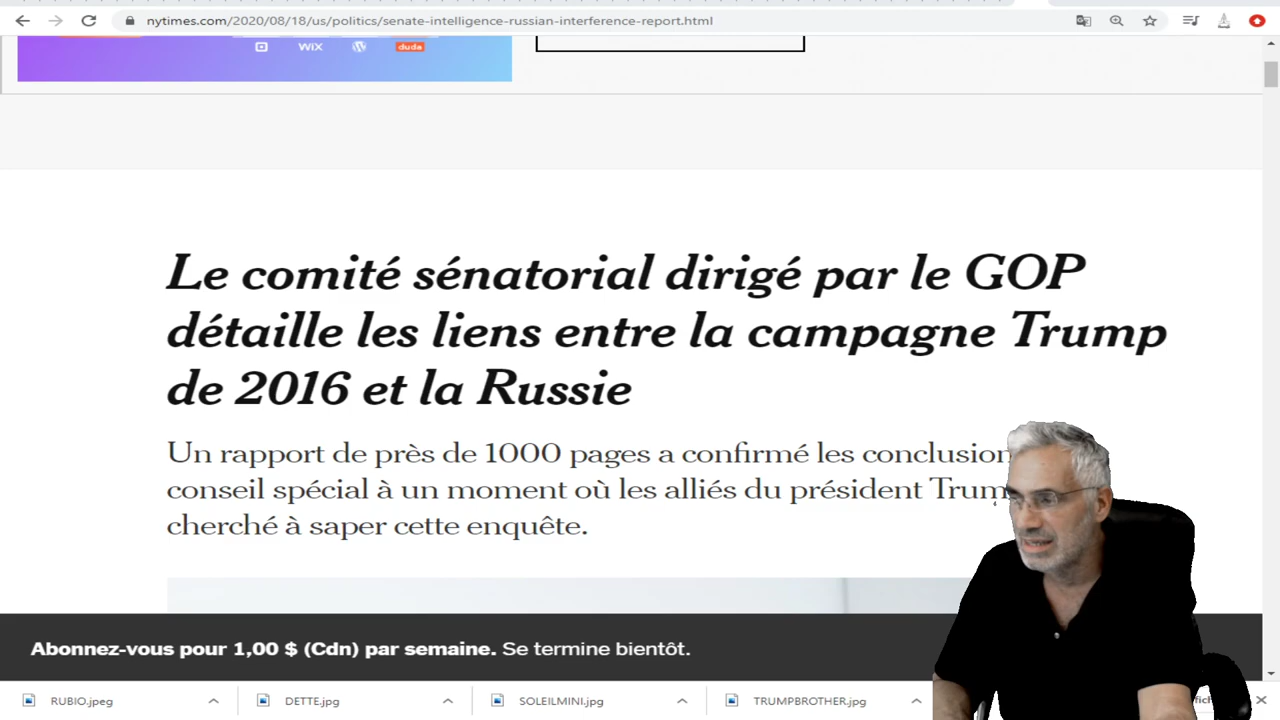 nytimes.com/2020/08/18/us/politics/senate-intelligence-russian-interference-report.html
WIX
duda
Le comité sénatorial dirigé par le GOP
détaille les liens entre la campagne Trump
de 2016 et la Russie
Un rapport de près de 1000 pages a confirmé les
conseil spécial à un moment où les alliés du président
cherché à saper cette enquête.
Abonnez-vous pour 1,00 $ (Cdn) par semaine. Se termine bientôt.
RUBIO.jpeg
DETTE.jpg
SOLEILMINI.jpg
TRUMPBROTHER.jpg